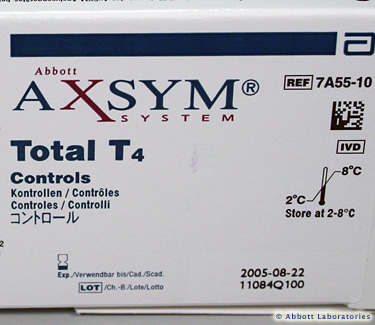 Abbott
AXSYM®
SYSTEM
REF 7A55-10
IVD
Total T4
Controls
Kontrollen / Contrôles
Controles / Controlli
コントロール
8°C
2°C
Store at 2-8°C
Exp./Verwendbar bis/Cad./Scad.
LOT /Ch.-B./Lote/Lotto
2005-08-22
11084Q100
© Abbott Laboratories